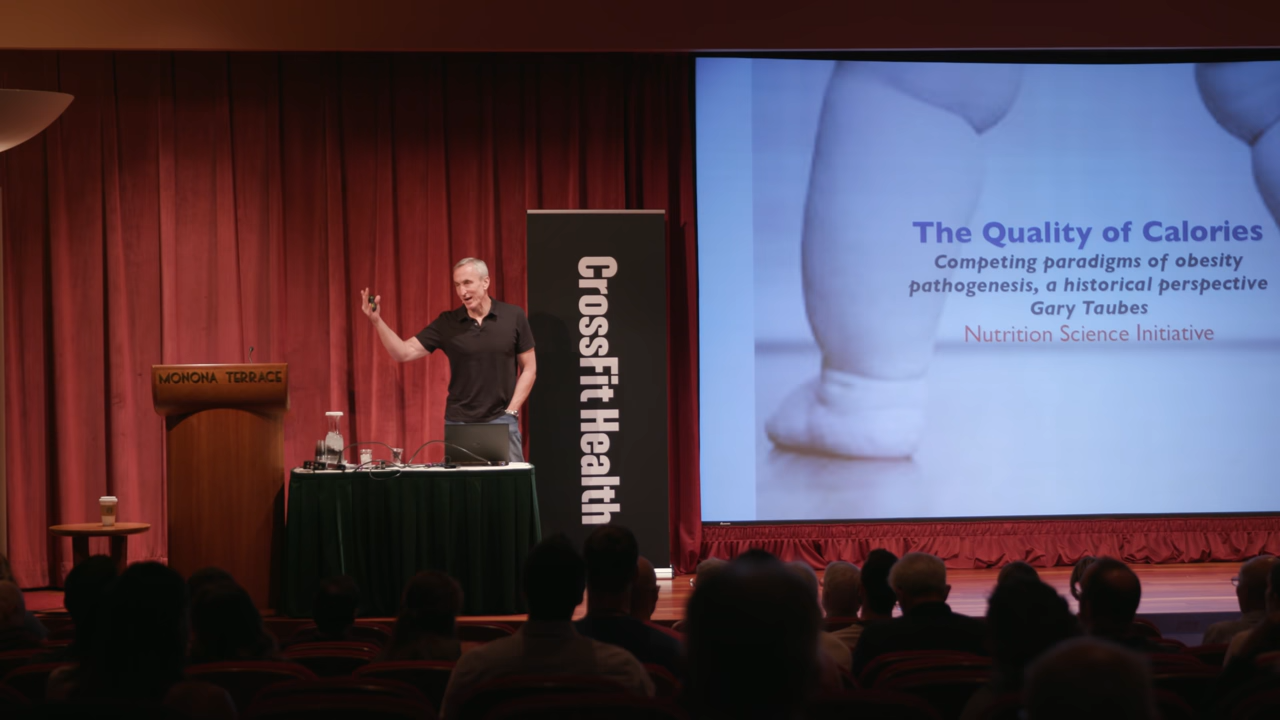 MONONA TERRACE
CrossFit Health
The Quality of Calories
Competing paradigms of obesity
pathogenesis, a historical perspective
Gary Taubes
Nutrition Science Initiative